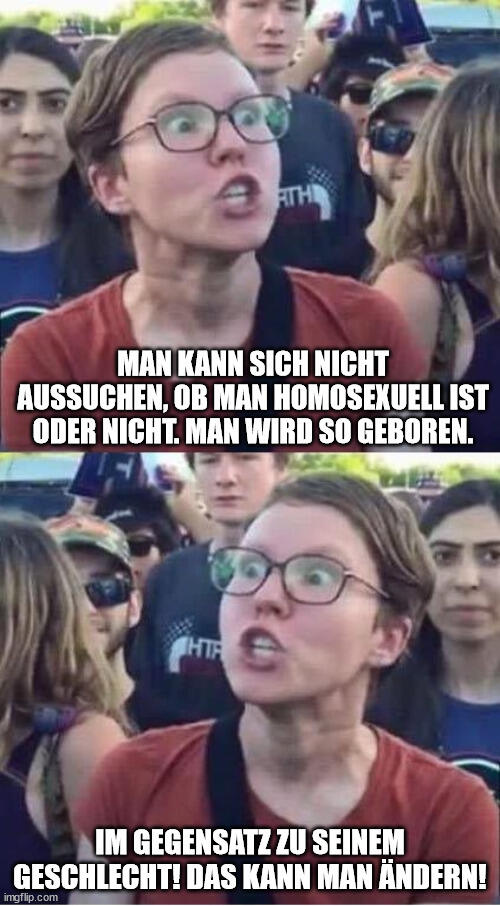 RTH
MAN KANN SICH NICHT
AUSSUCHEN, OB MAN HOMOSEXUELL IST
ODER NICHT. MAN WIRD SO GEBOREN.
IM GEGENSATZ ZU SEINEM
GESCHLECHT! DAS KANN MAN ÄNDERN!
imgflip.com